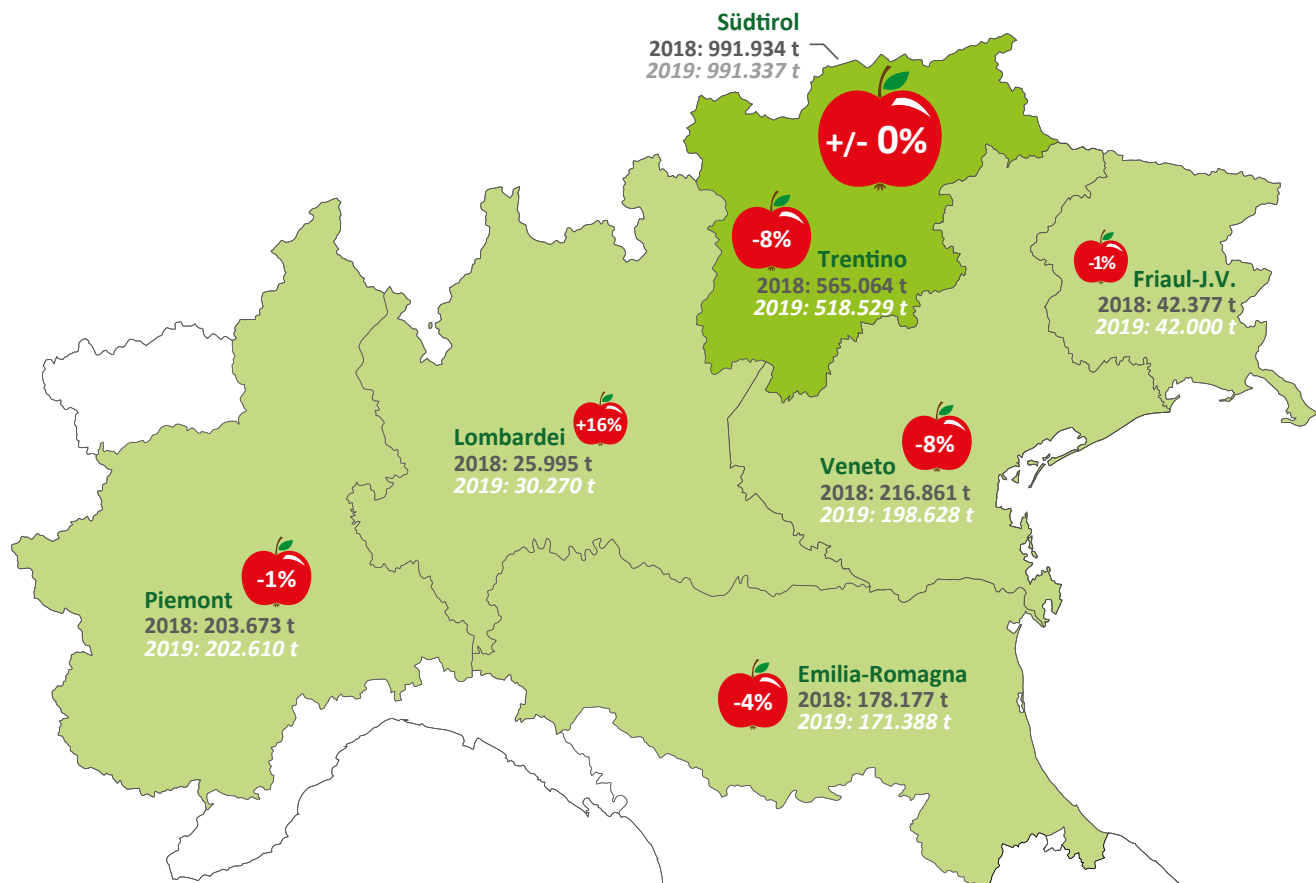 Südtirol
2018: 991.934 t
2019: 991.337 t
+/- 0%
-8%
Trentino
2018: 565.064 t
2019: 518.529 t
-1%
Friaul-J.V.
2018: 42.377 t
2019: 42.000 t
+16%
Lombardei
2018: 25.995 t
2019: 30.270 t
-8%
Veneto
2018: 216.861 t
2019: 198.628 t
-1%
Piemont
2018: 203.673 t
2019: 202.610 t
-4%
Emilia-Romagna
2018: 178.177 t
2019: 171.388 t